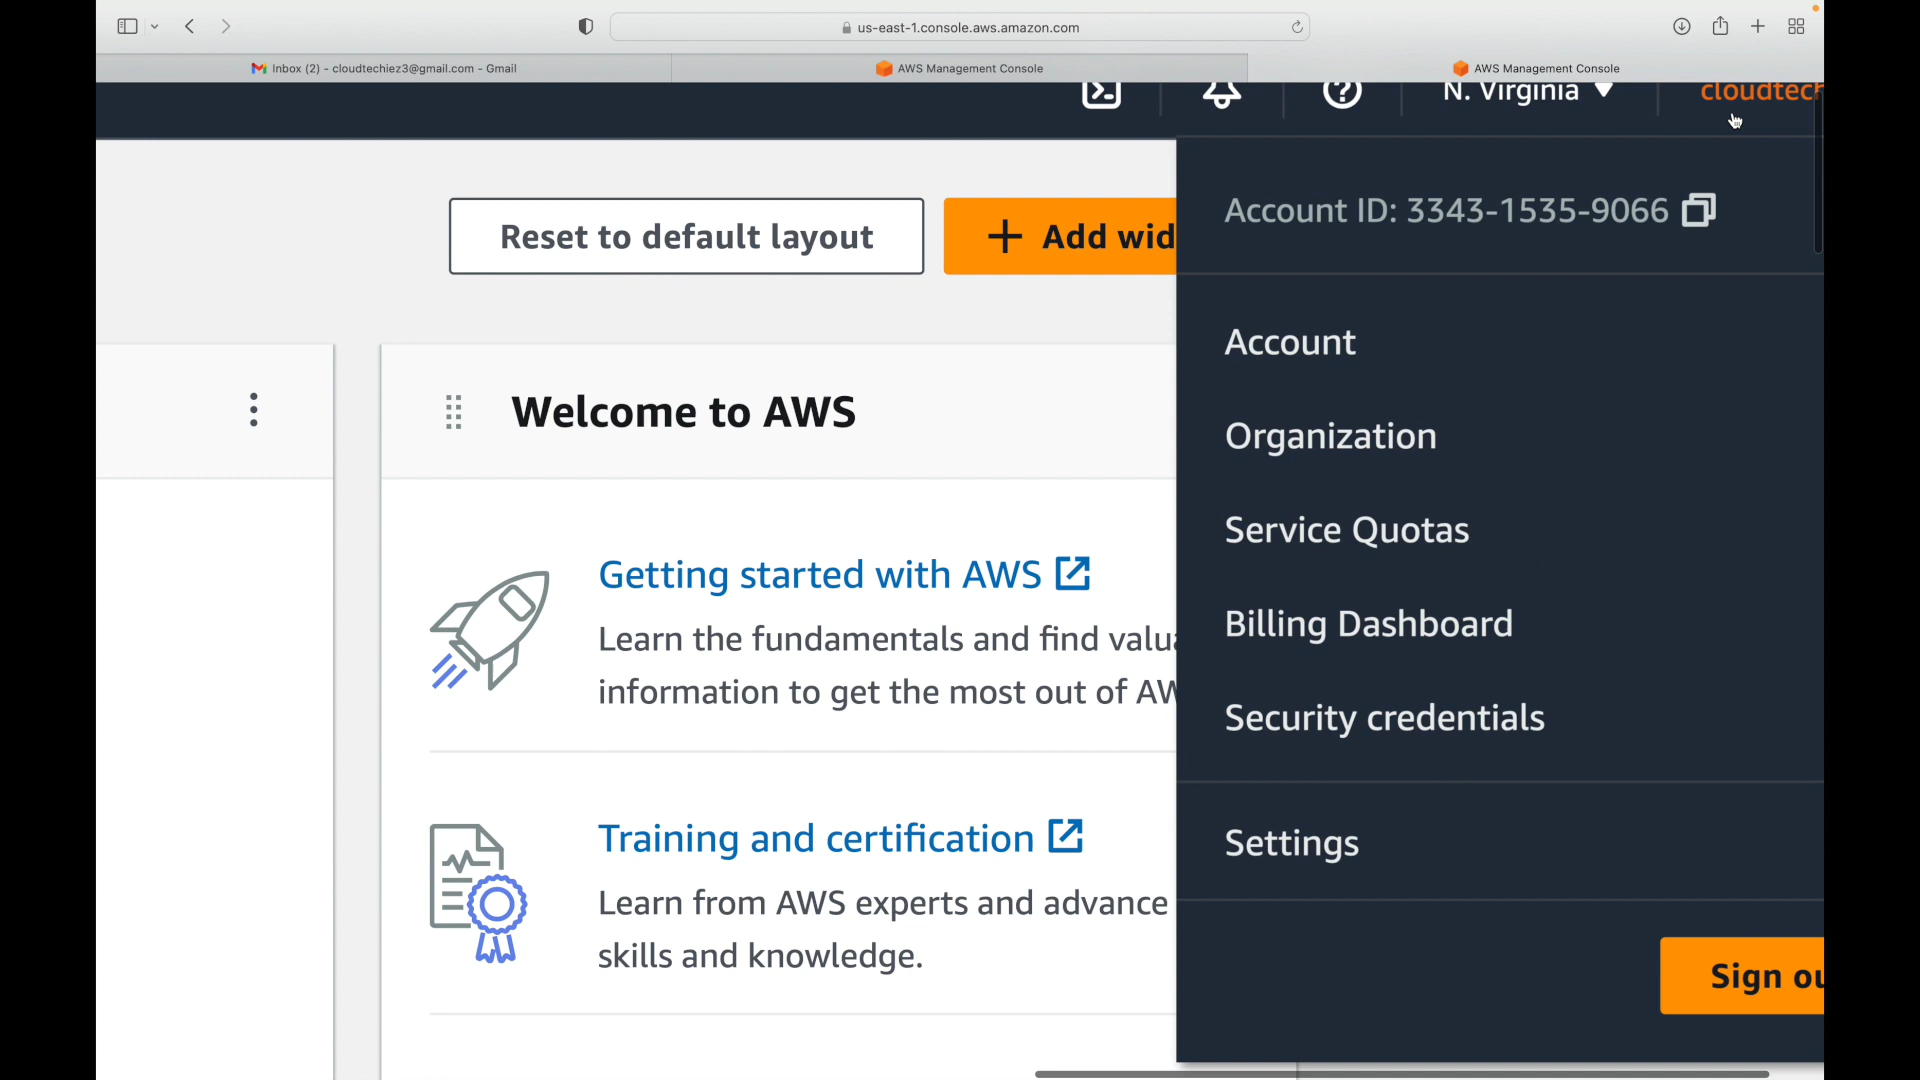 us-east-1.console.aws.amazon.com
Inbox (2) - cloudtechiez3@gmail.com - Gmail
AWS Management Console
AWS Management Console
N. Virginia
cloudtech
Account ID: 3343-1535-9066
Reset to default layout
+ Add wid
Account
Organization
Service Quotas
Billing Dashboard
Security credentials
Settings
Sign ou
Welcome to AWS
Getting started with AWS
Learn the fundamentals and find valua
information to get the most out of AW
Training and certification
Learn from AWS experts and advance
skills and knowledge.